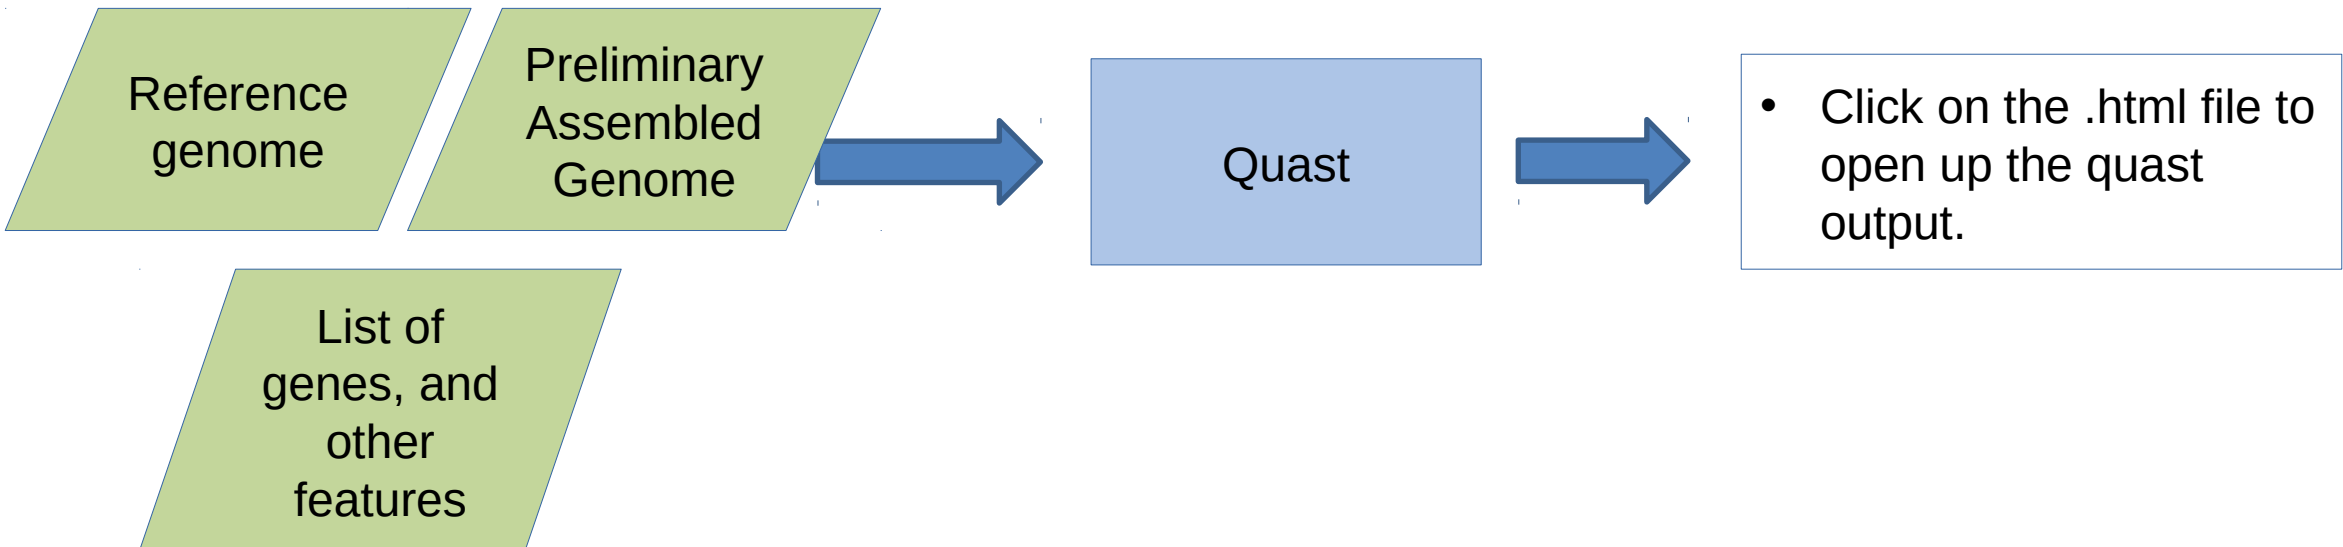 Reference
genome
Preliminary
Assembled
Genome
List of
genes, and
other
features
Quast
• Click on the .html file to
open up the quast
output.